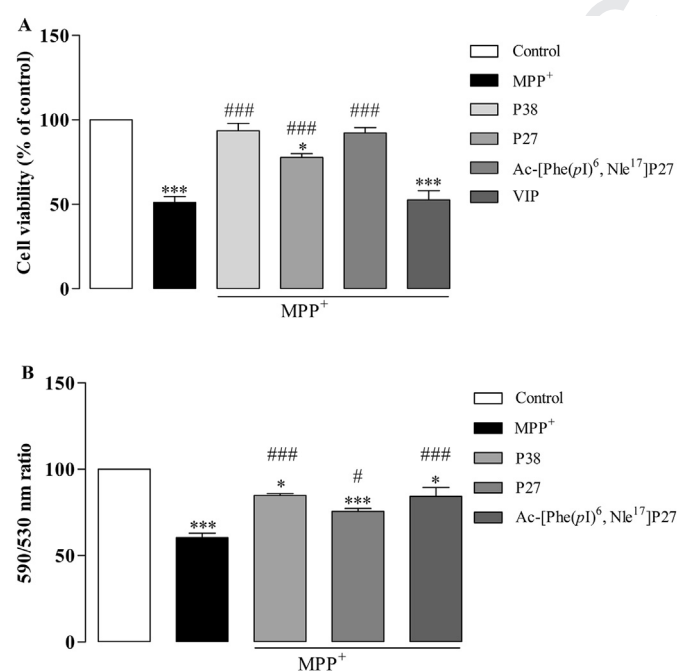 A
150
100
50
0
Cell viability (% of control)
***
###
###
*
###
***
MPP+
Control
MPP+
P38
P27
Ac-[Phe(pI)6, Nle17]P27
VIP
B
150
100
50
0
590/530 nm ratio
***
###
*
#
***
###
*
MPP+
Control
MPP+
P38
P27
Ac-[Phe(pI)6, Nle17]P27